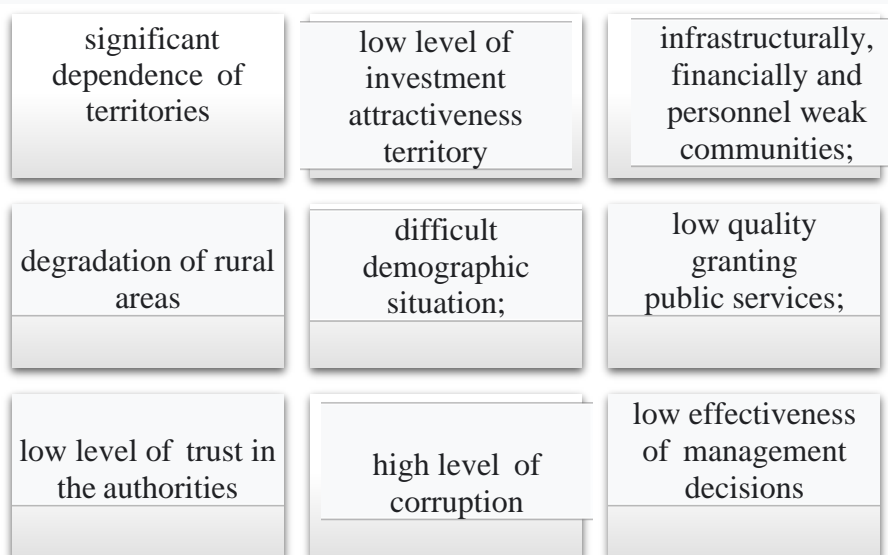 significant
dependence of
territories
low level of
investment
attractiveness
territory
infrastructurally,
financially and
personnel weak
communities;
degradation of rural
areas
difficult
demographic
situation;
low quality
granting
public services;
low level of trust in
the authorities
high level of
corruption
low effectiveness
of management
decisions